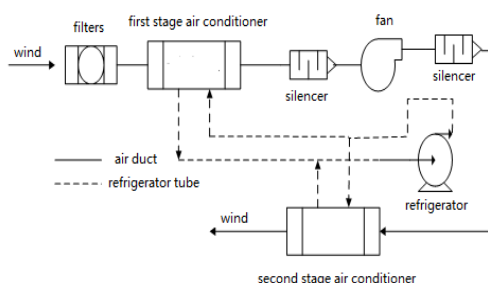 first stage air conditioner
fan
filters
wind
silencer
silencer
air duct
refrigerator tube
refrigerator
wind
second stage air conditioner